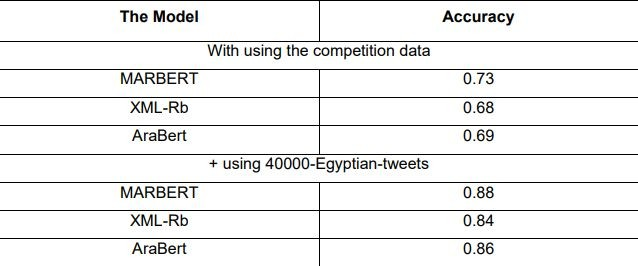 The Model Accuracy
With using the competition data
MARBERT 0.73
XML-Rb 0.68
AraBert 0.69
+ using 40000-Egyptian-tweets
MARBERT 0.88
XML-Rb 0.84
AraBert 0.86